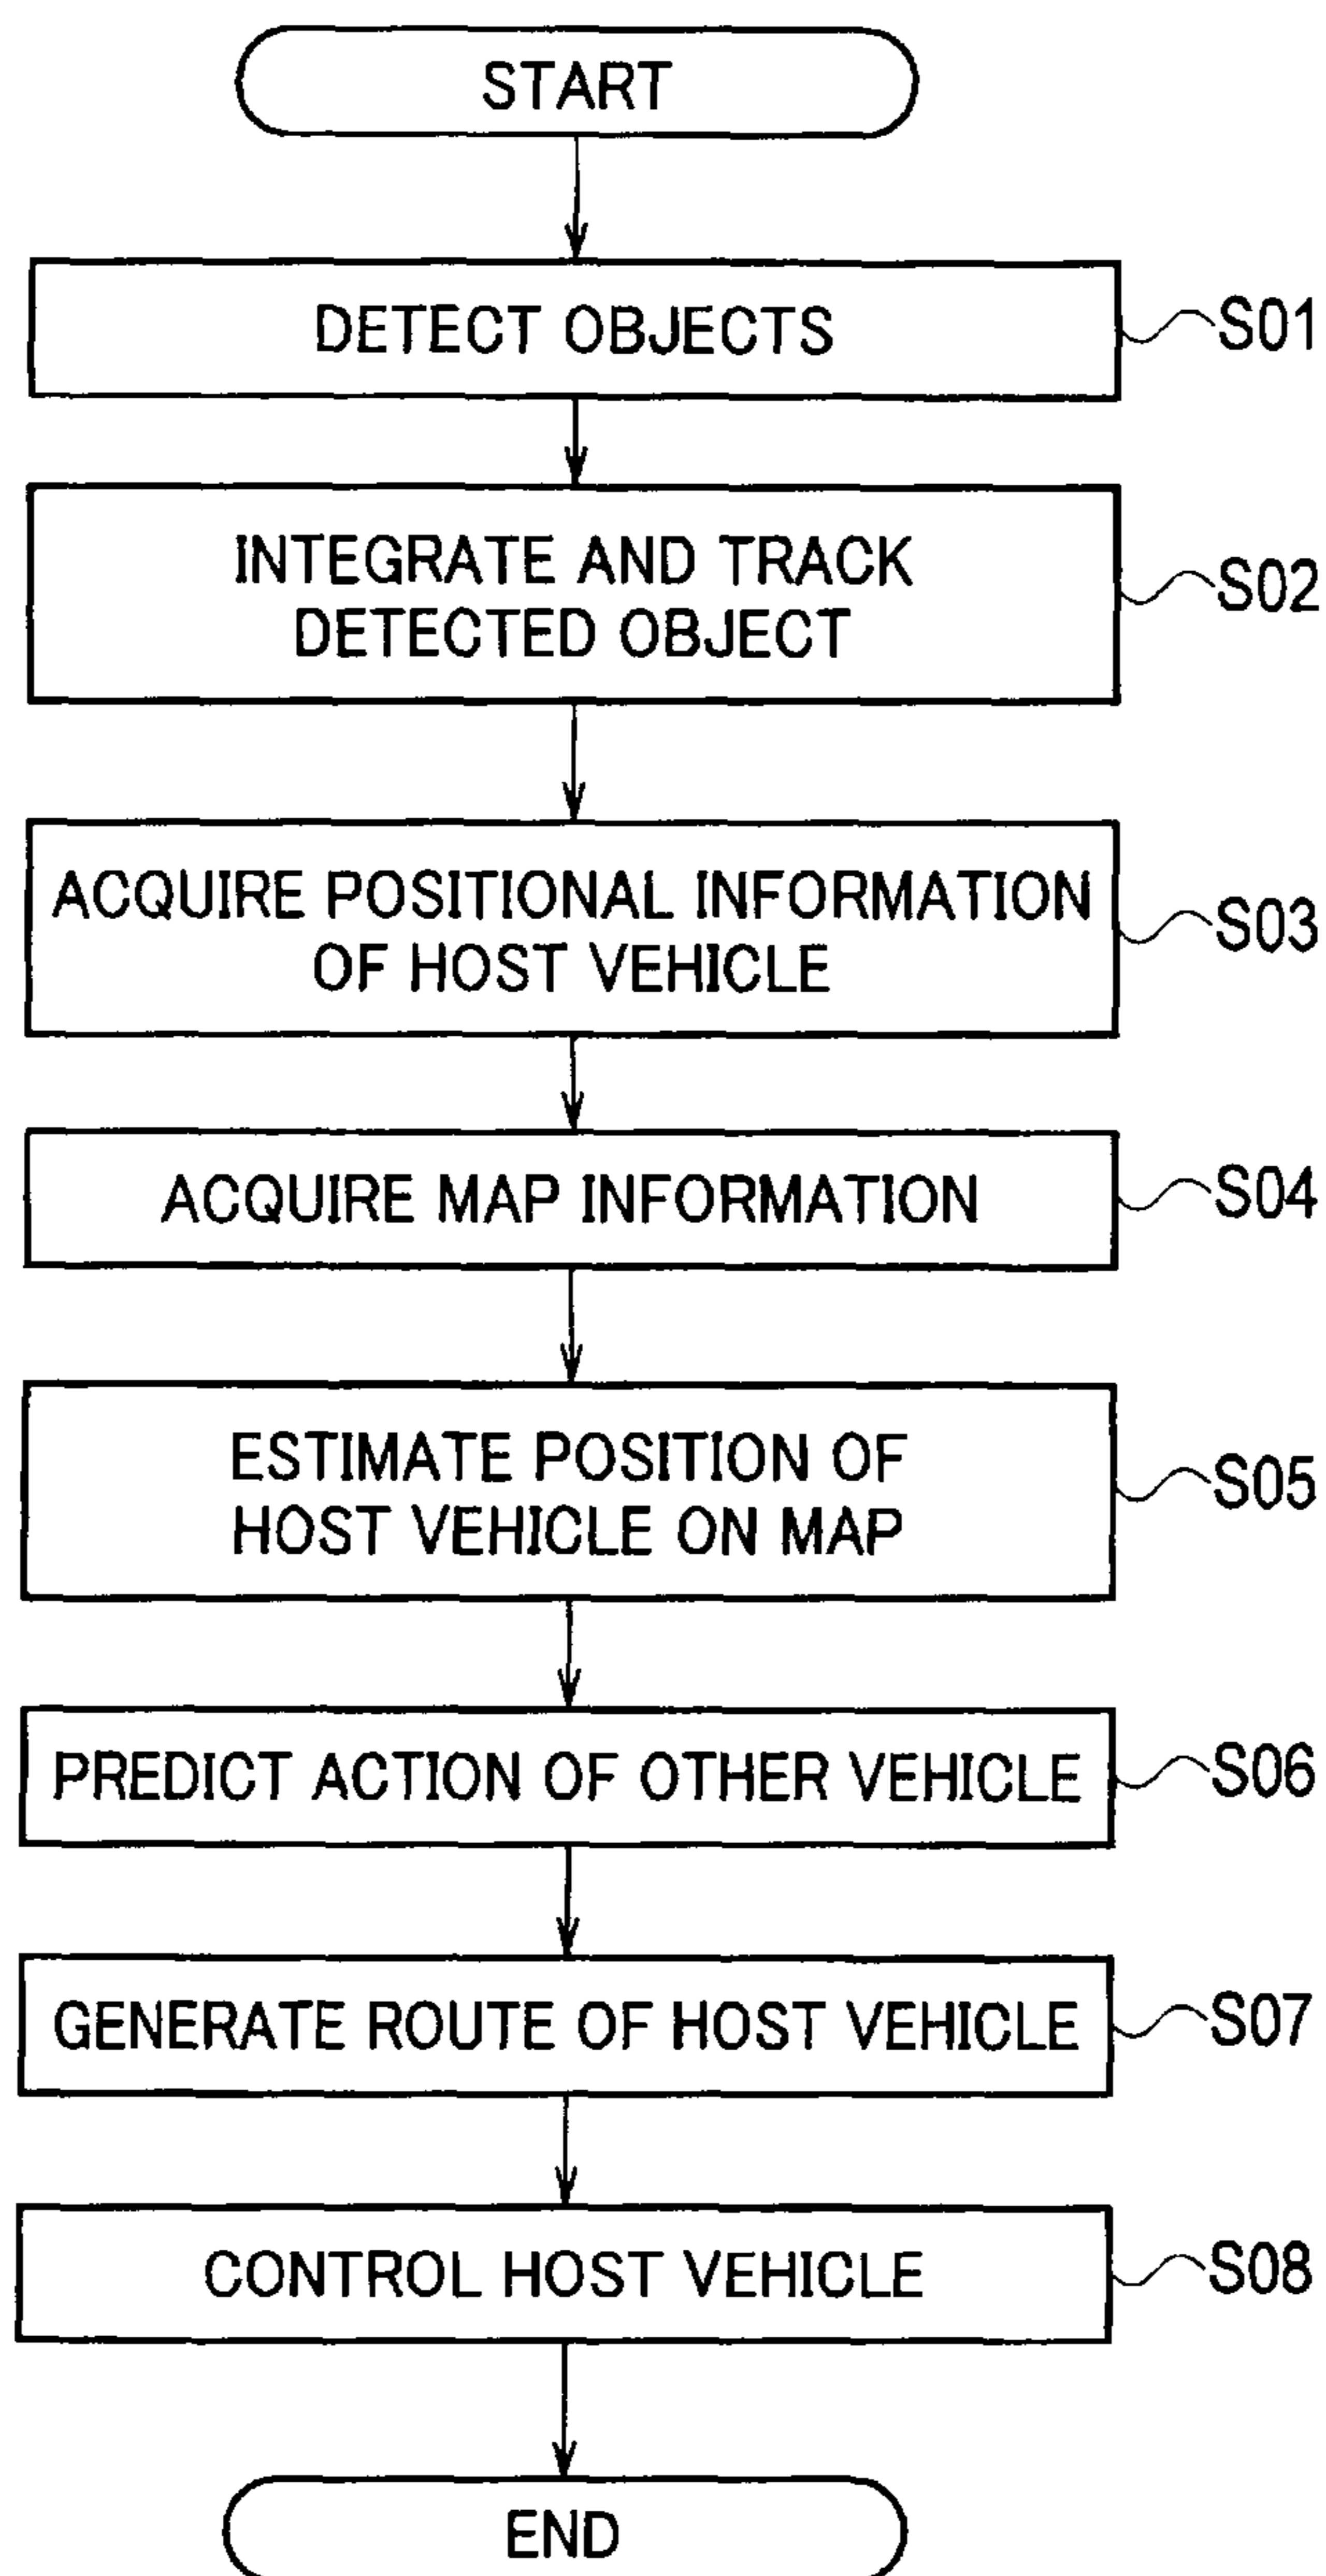 START
DETECT OBJECTS
S01
INTEGRATE AND TRACK
DETECTED OBJECT
S02
ACQUIRE POSITIONAL INFORMATION
OF HOST VEHICLE
S03
ACQUIRE MAP INFORMATION
S04
ESTIMATE POSITION OF
HOST VEHICLE ON MAP
S05
PREDICT ACTION OF OTHER VEHICLE
S06
GENERATE ROUTE OF HOST VEHICLE
S07
CONTROL HOST VEHICLE
S08
END